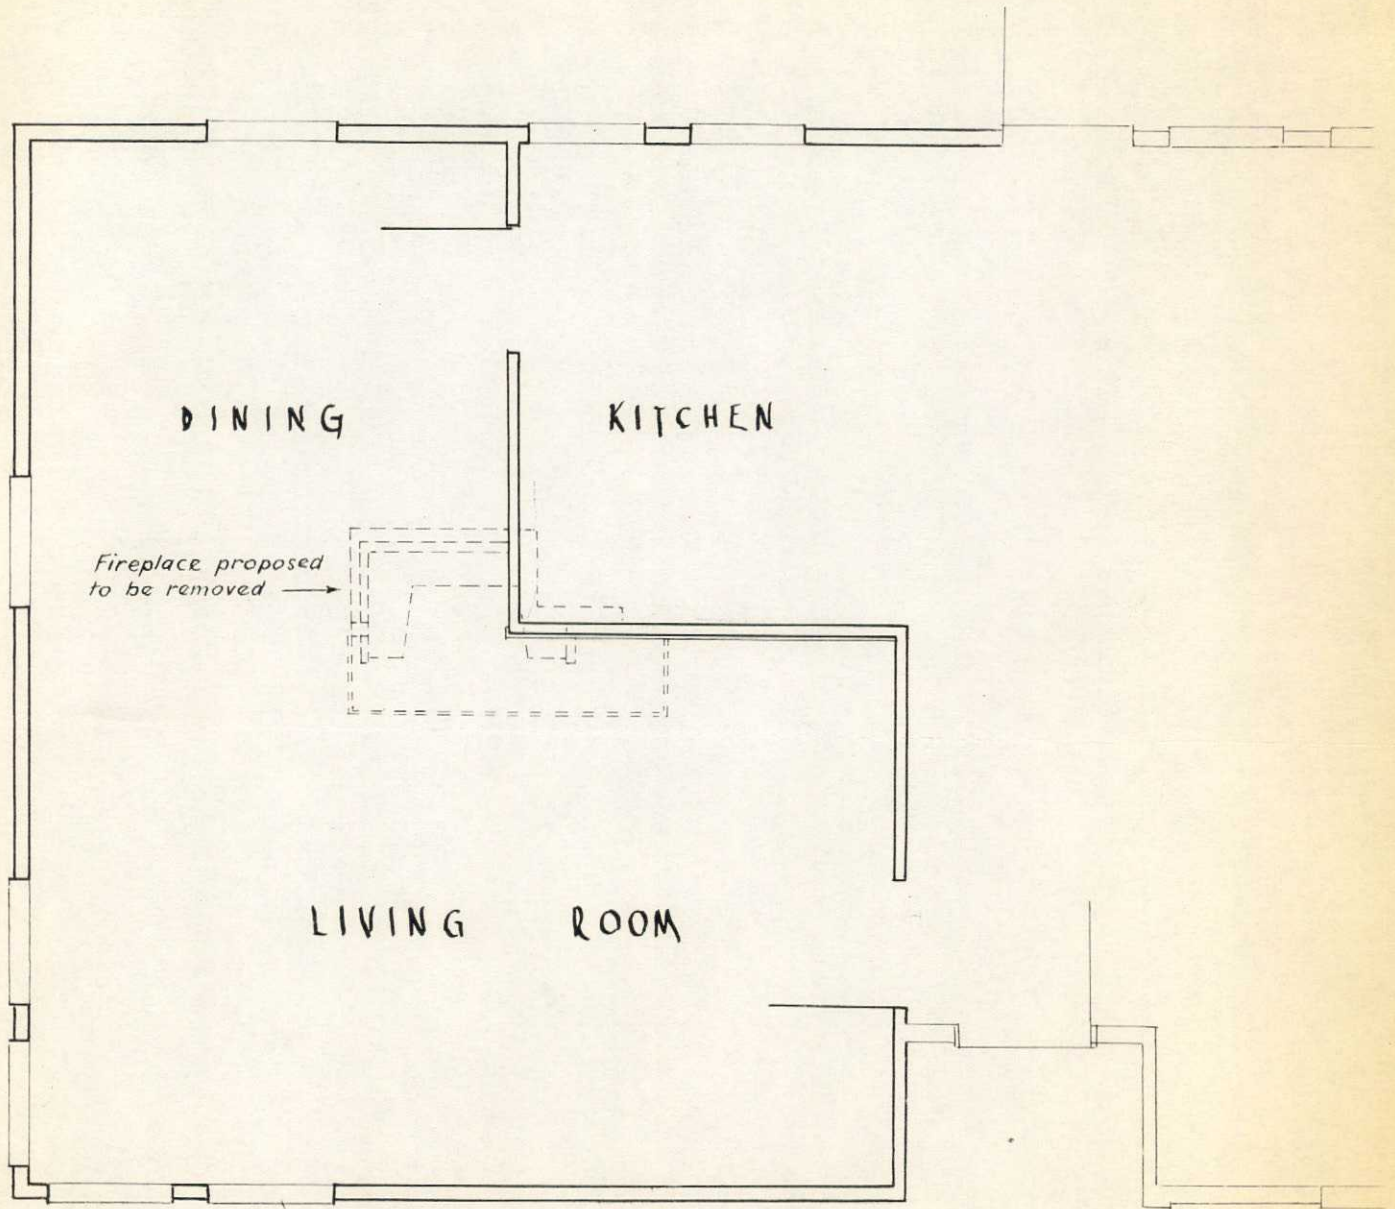 DINING
KITCHEN
Fireplace proposed
to be removed
LIVING ROOM